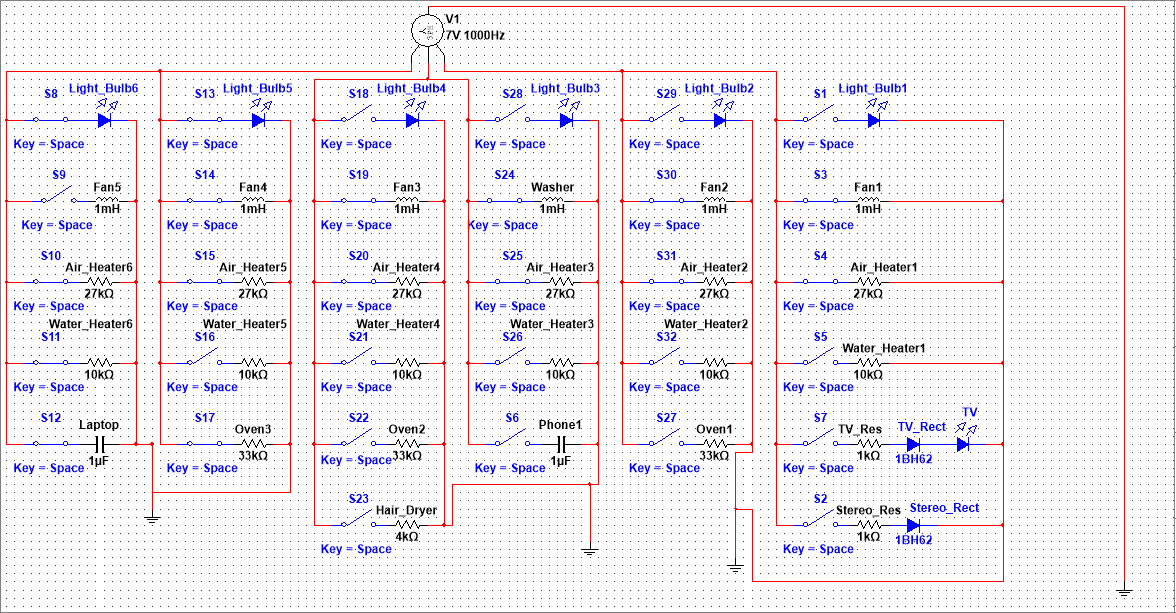 V1
7V 1000Hz
3PH
S8 Light_Bulb6 S13 Light_Bulb5 S18 Light_Bulb4 S28 Light_Bulb3 S29 Light_Bulb2 S1 Light_Bulb1
Key = Space Key = Space Key = Space Key = Space Key = Space Key = Space
S9 S14 S19 S24 S30 S3
Fan5 Fan4 Fan3 Washer Fan2 Fan1
1mH 1mH 1mH 1mH 1mH 1mH
Key = Space Key = Space Key = Space Key = Space Key = Space Key = Space
S10 S15 S20 S25 S31 S4
Air_Heater6 Air_Heater5 Air_Heater4 Air_Heater3 Air_Heater2 Air_Heater1
27kΩ 27kΩ 27kΩ 27kΩ 27kΩ 27kΩ
Key = Space Key = Space Key = Space Key = Space Key = Space Key = Space
Water_Heater6 Water_Heater5 Water_Heater4 Water_Heater3 Water_Heater2
S11 S16 S21 S26 S32 S5
Water_Heater1
10kΩ 10kΩ 10kΩ 10kΩ 10kΩ 10kΩ
Key = Space Key = Space Key = Space Key = Space Key = Space Key = Space
S12 S17 S22 S6 S27 S7 TV
Laptop Oven3 Oven2 Phone1 Oven1 TV_Res TV_Rect
1µF 33kΩ 33kΩ 1µF 33kΩ 1kΩ 1BH62
Key = Space Key = Space Key = Space Key = Space Key = Space Key = Space
S23 S2
Hair_Dryer Stereo_Res Stereo_Rect
4kΩ 1kΩ 1BH62
Key = Space Key = Space